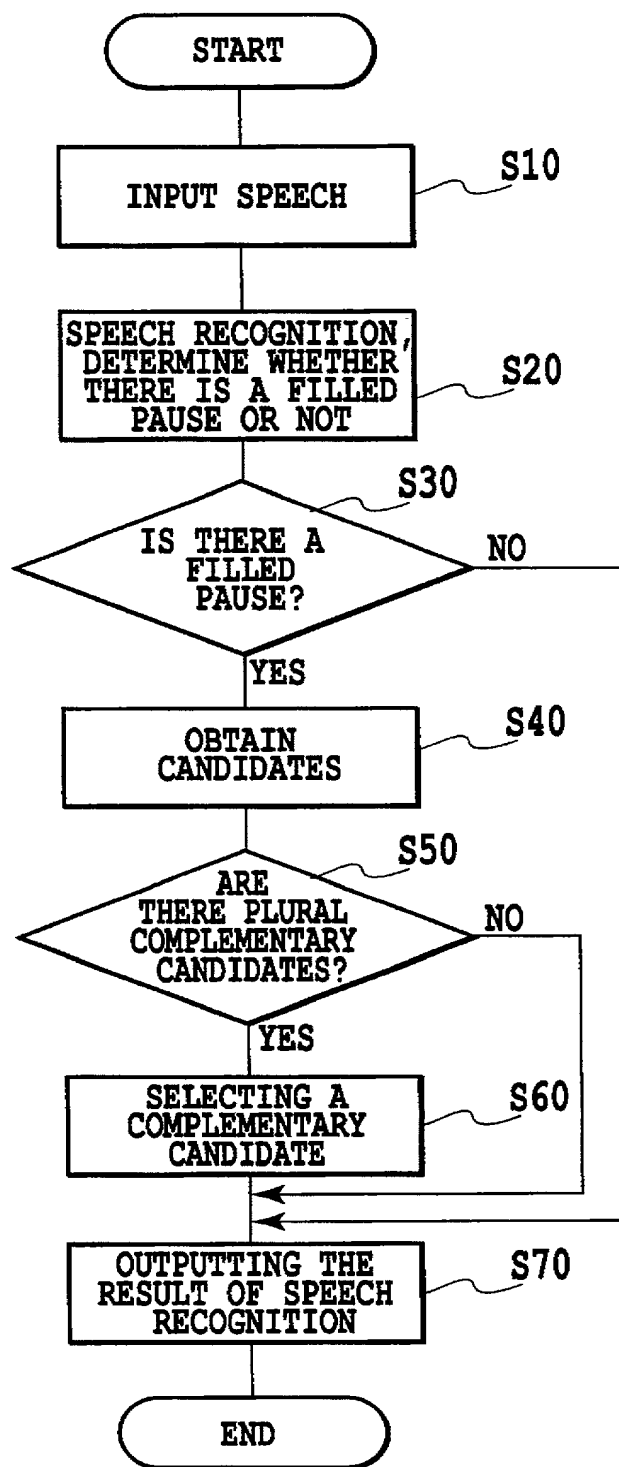 START
INPUT SPEECH
S10
SPEECH RECOGNITION,
DETERMINE WHETHER
THERE IS A FILLED
PAUSE OR NOT
S20
S30
IS THERE A
FILLED
PAUSE?
NO
YES
OBTAIN
CANDIDATES
S40
S50
ARE
THERE PLURAL
COMPLEMENTARY
CANDIDATES?
NO
YES
SELECTING A
COMPLEMENTARY
CANDIDATE
S60
OUTPUTTING THE
RESULT OF SPEECH
RECOGNITION
S70
END